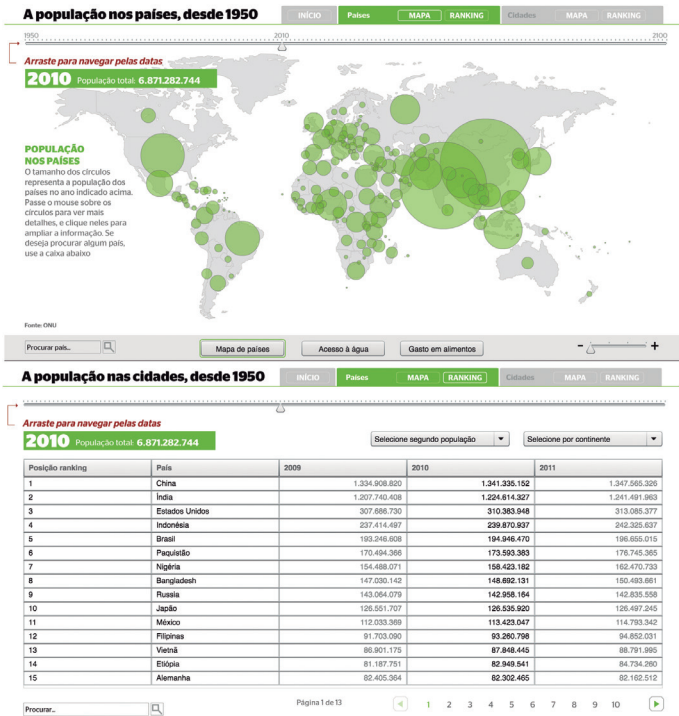 A população nos países, desde 1950
INÍCIO Países MAPA RANKING Cidades MAPA RANKING
1950 2010 2100
Arraste para navegar pelas datas
2010 População total: 6.871.282.744
POPULAÇÃO
NOS PAÍSES
O tamanho dos círculos
representa a população dos
países no ano indicado acima.
Passe o mouse sobre os
círculos para ver mais
detalhes, e clique neles para
ampliar a informação. Se
deseja procurar algum país,
use a caixa abaixo
Fonte: ONU
Procurar país... Mapa de países Acesso à água Gasto em alimentos - +
A população nas cidades, desde 1950
INÍCIO Países MAPA RANKING Cidades MAPA RANKING
Arraste para navegar pelas datas
2010 População total: 6.871.282.744 Selecione segundo população Selecione por continente
Posição ranking País 2009 2010 2011
1 China 1.334.908.820 1.341.335.152 1.347.565.326
2 Índia 1.207.740.408 1.224.614.327 1.241.491.963
3 Estados Unidos 307.686.730 310.383.948 313.085.377
4 Indonésia 237.414.497 239.870.937 242.325.637
5 Brasil 193.246.608 194.946.470 196.655.015
6 Paquistão 170.494.366 173.593.383 176.745.365
7 Nigéria 154.488.071 158.423.182 162.470.733
8 Bangladesh 147.030.142 148.692.131 150.493.661
9 Russia 143.064.079 142.958.164 142.835.558
10 Japão 126.551.707 126.535.920 126.497.245
11 México 112.033.369 113.423.047 114.793.342
12 Filipinas 91.703.090 93.260.798 94.852.031
13 Vietnã 86.901.175 87.848.445 88.791.995
14 Etiópia 81.187.751 82.949.541 84.734.260
15 Alemanha 82.405.364 82.302.465 82.162.512
Procurar... Página 1 de 13 1 2 3 4 5 6 7 8 9 10